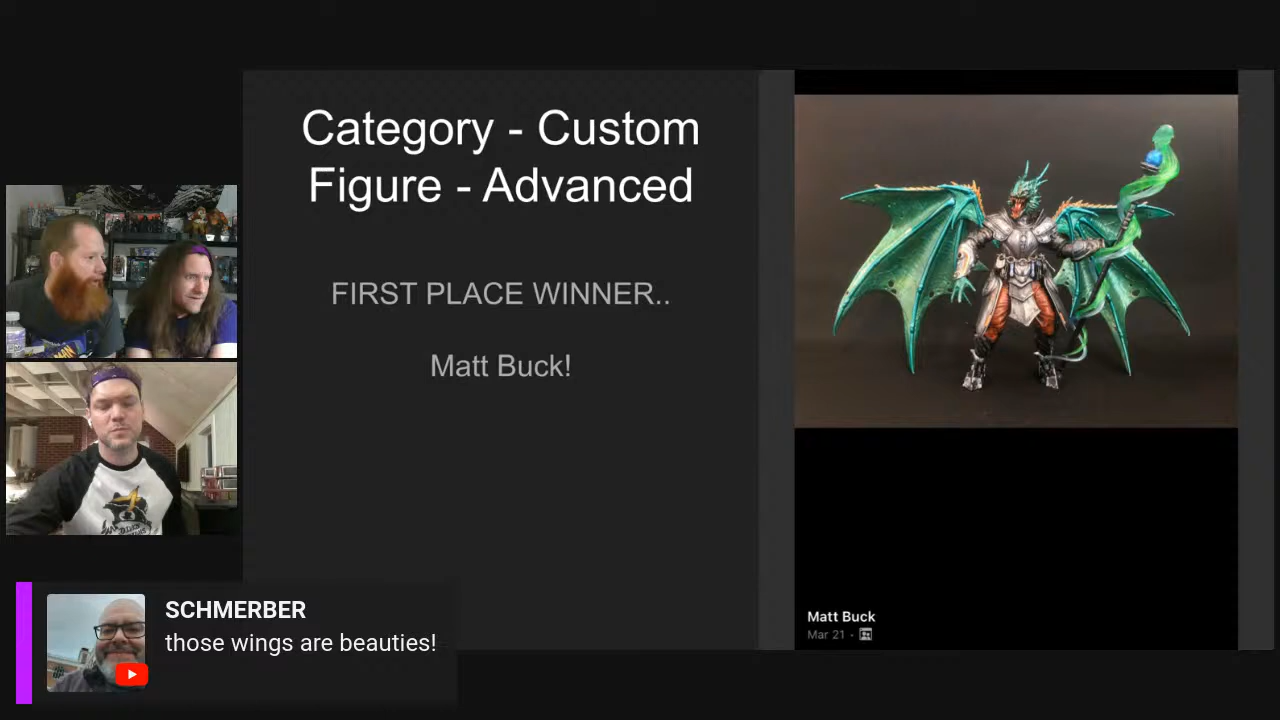 Category - Custom
Figure - Advanced
FIRST PLACE WINNER..
Matt Buck!
Matt Buck
Mar 21 ·
SCHMERBER
those wings are beauties!